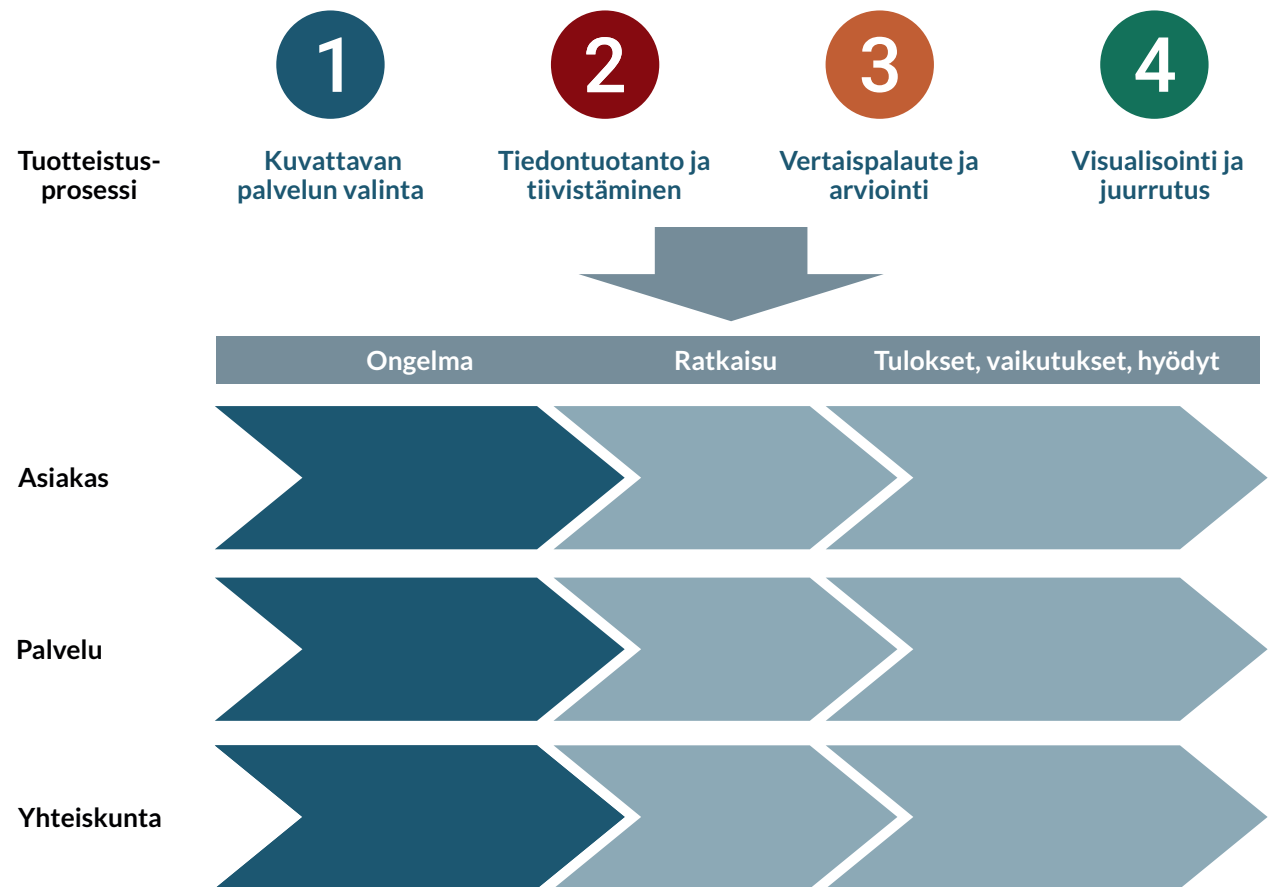 1
2
3
4
Tuotteistus-
prosessi
Kuvattavan
palvelun valinta
Tiedontuotanto ja
tiivistäminen
Vertaispalaute ja
arviointi
Visualisointi ja
juurrutus
Ongelma
Ratkaisu
Tulokset, vaikutukset, hyödyt
Asiakas
Palvelu
Yhteiskunta